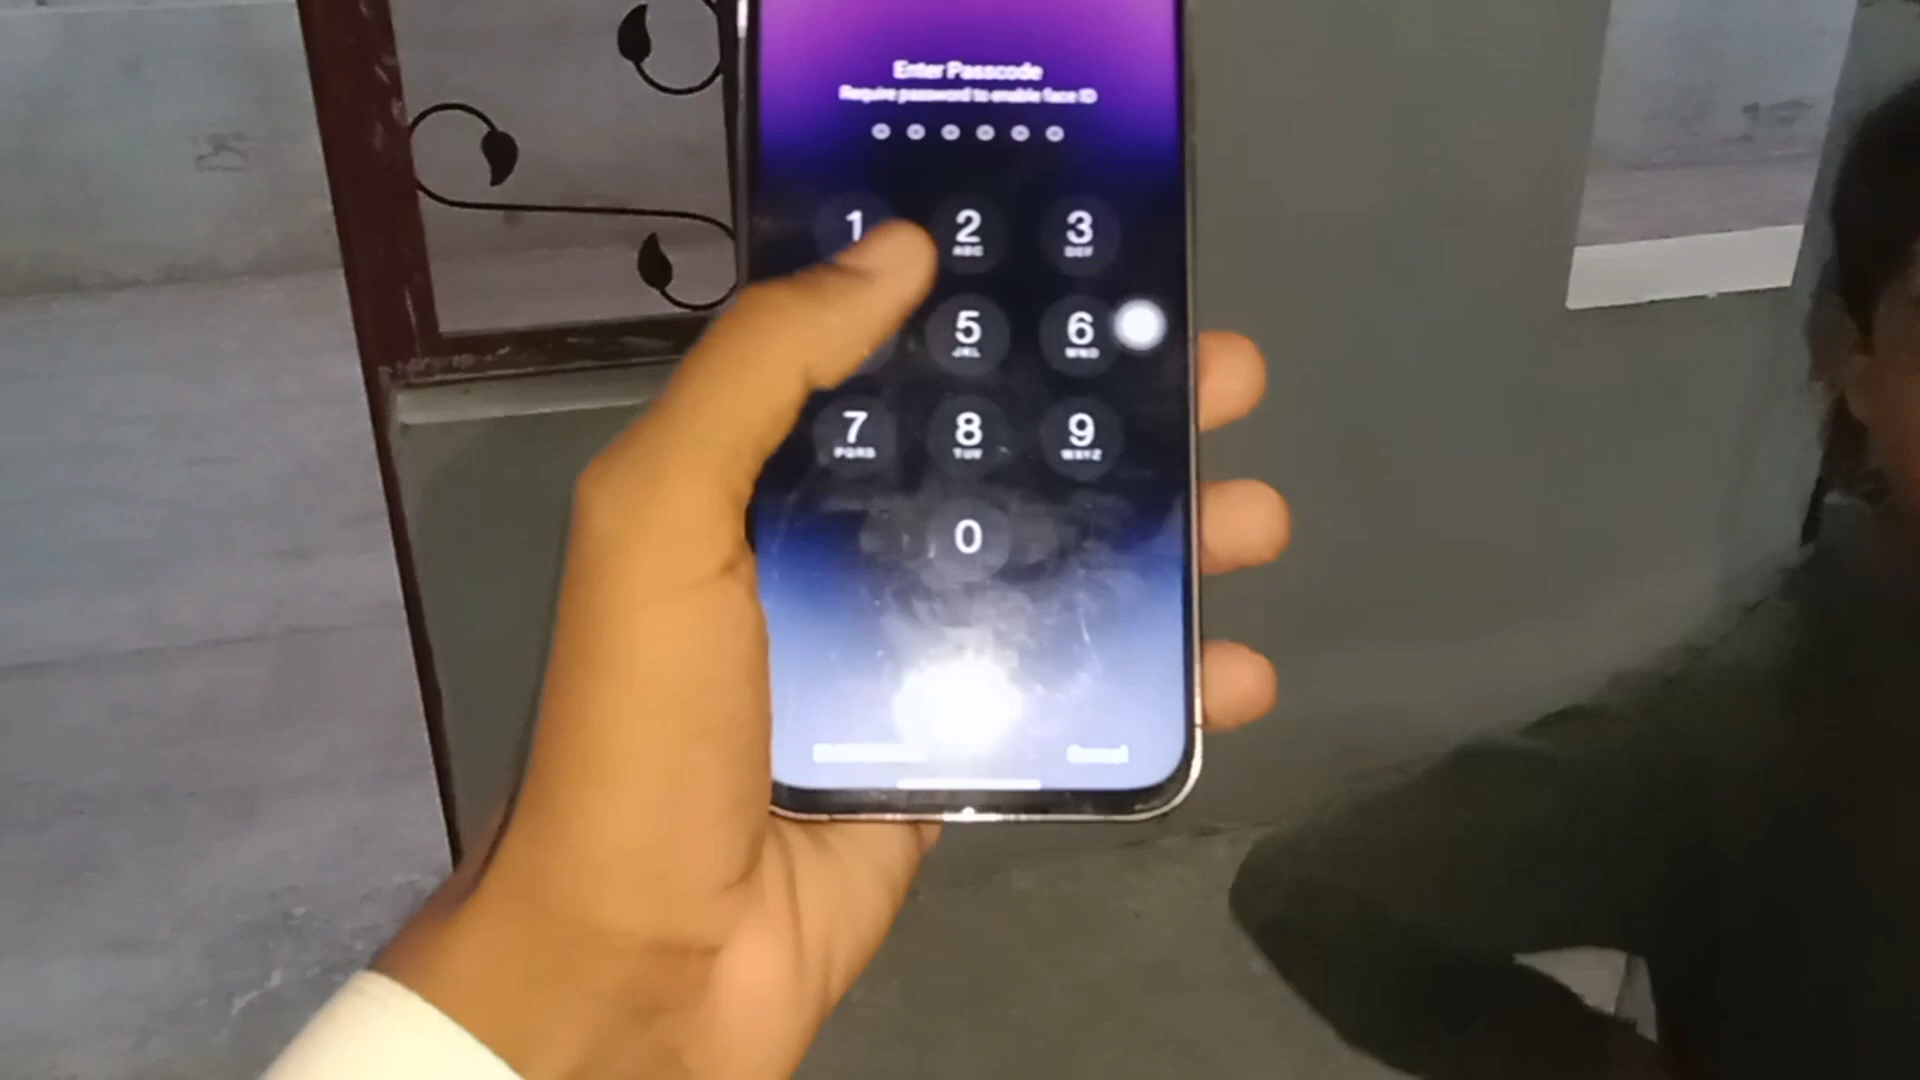 Enter Passcode
Require password to enable face ID
1 2 3
ABC DEF
5 6
JKL MNO
7 8 9
PQRS TUV WXYZ
0
Cancel